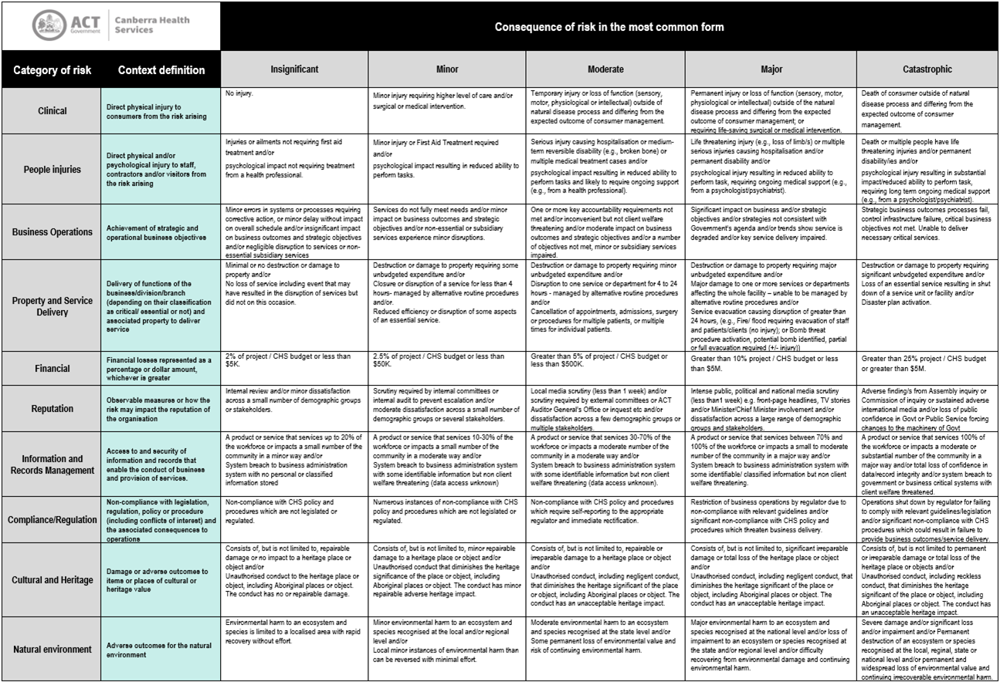 ACT
Government
Canberra Health
Services
Consequence of risk in the most common form
Category of risk
Context definition
Insignificant
Minor
Moderate
Major
Catastrophic
Clinical
Direct physical injury to
consumers from the risk arising
No injury.
Minor injury requiring higher level of care and/or
surgical or medical intervention.
Temporary injury or loss of function (sensory,
motor, physiological or intellectual) outside of
natural disease process and differing from the
expected outcome of consumer management.
Permanent injury or loss of function (sensory, motor,
physiological or intellectual) outside of the natural
disease process and differing from the expected
outcome of consumer management; or
requiring life-saving surgical or medical intervention.
Death of consumer outside of natural
disease process and differing from the
expected outcome of consumer
management.
People injuries
Direct physical and/or
psychological injury to staff,
contractors and/or visitors from
the risk arising
Injuries or ailments not requiring first aid
treatment and/or
psychological impact not requiring treatment
from a health professional.
Minor injury or First Aid Treatment required
and/or
psychological impact resulting in reduced ability to
perform tasks.
Serious injury causing hospitalisation or medium-
term reversible disability (e.g., broken bone) or
multiple medical treatment cases and/or
psychological impact resulting in reduced ability to
perform tasks and likely to require ongoing support
(e.g., from a health professional).
Life threatening injury (e.g., loss of limb/s) or multiple
serious injuries causing hospitalisation and/or
permanent disability and/or
psychological injury resulting in reduced ability to
perform task, requiring ongoing medical support (e.g.,
from a psychologist/psychiatrist).
Death or multiple people have life
threatening injuries and/or permanent
disability/ies and/or
psychological injury resulting in substantial
impact/reduced ability to perform task,
requiring long term ongoing medical support
(e.g., from a psychologist/psychiatrist).
Business Operations
Achievement of strategic and
operational business objectives
Minor errors in systems or processes requiring
corrective action, or minor delay without impact
on overall schedule and/or insignificant impact
on business outcomes and strategic objectives
and/or negligible disruption to services or non-
essential subsidiary services
Services do not fully meet needs and/or minor
impact on business outcomes and strategic
objectives and/or non-essential or subsidiary
services experience minor disruptions.
One or more key accountability requirements not
met and/or inconvenient but not client welfare
threatening and/or moderate impact on business
outcomes and strategic objectives and/or a number
of objectives not met, minor or subsidiary services
impaired.
Significant impact on business and/or strategic
objectives and/or strategies not consistent with
Government's agenda and/or trends show service is
degraded and/or key service delivery impaired.
Strategic business outcomes processes fail,
control infrastructure failure, critical
business objectives not met. Unable to deliver
necessary critical services.
Property and Service
Delivery
Delivery of functions of the
business/division/branch
(depending on their classification
as critical/ essential or not) and
associated property to deliver
service
Minimal or no destruction or damage to
property and/or
No loss of service including event that may
have resulted in the disruption of services but
did not on this occasion.
Destruction or damage to property requiring some
unbudgeted expenditure and/or
Closure or disruption of a service for less than 4
hours- managed by alternative routine procedures
and/or.
Reduced efficiency or disruption of some aspects
of an essential service.
Destruction or damage to property requiring minor
unbudgeted expenditure and/or
Disruption to one service or department for 4 to 24
hours - managed by alternative routine procedures
and/or
Cancellation of appointments, admissions, surgery
or procedures for multiple patients, or multiple
times for individual patients.
Destruction or damage to property requiring major
unbudgeted expenditure and/or
Major damage to one or more services or departments
affecting the whole facility – unable to be managed by
alternative routine procedures and/or
Service evacuation causing disruption of greater than
24 hours, (e.g., Fire/ flood requiring evacuation of staff
and patients/clients (no injury); or Bomb threat
procedure activation, potential bomb identified, partial
or full evacuation required (+/- injury))
Destruction or damage to property requiring
significant unbudgeted expenditure and/or
Loss of an essential service resulting in shut
down of a service unit or facility and/or
Disaster plan activation.
Financial
Financial losses represented as a
percentage or dollar amount,
whichever is greater
2% of project / CHS budget or less than
$5K.
2.5% of project / CHS budget or less than
$50K.
Greater than 5% of project / CHS budget or
less than $500K.
Greater than 10% project / CHS budget or less
than $5M.
Greater than 25% project / CHS budget
or greater than $5M.
Reputation
Observable measures or how the
risk may impact the reputation of
the organisation
Internal review and/or minor dissatisfaction
across a small number of demographic groups
or stakeholders.
Scrutiny required by internal committees or
internal audit to prevent escalation and/or
moderate dissatisfaction across a small number of
demographic groups or several stakeholders.
Local media scrutiny (less than 1 week) and/or
scrutiny required by external committees or ACT
Auditor General's Office or inquest etc and/or
dissatisfaction across a few demographic groups or
multiple stakeholders.
Intense public, political and national media scrutiny
(less than1 week) e.g. front-page headlines, TV stories
and/or Minister/Chief Minister involvement and/or
dissatisfaction across a large range of demographic
groups and stakeholders.
Adverse finding/s from Assembly inquiry or
Commission of inquiry or sustained adverse
international media and/or loss of public
confidence in Govt or Public Service forcing
changes to the machinery of Govt
Information and
Records Management
Access to and security of
information and records that
enable the conduct of business
and provision of services.
A product or service that services up to 20% of
the workforce or impacts a small number of the
community in a minor way and/or
System breach to business administration
system with no personal or classified
information stored
A product or service that services 10-30% of the
workforce or impacts a small number of the
community in a moderate way and/or
System breach to business administration system
with some identifiable information but non client
welfare threatening (data access unknown)
A product or service that services 30-70% of the
workforce or impacts a moderate number of the
community in a moderate way and/or
System breach to business administration system
with some identifiable information but non client
welfare threatening (data access unknown).
A product or service that services between 70% and
100% of the workforce or impacts a small to moderate
number of the community in a major way and/or
System breach to business administration system with
some identifiable/ classified information but non client
welfare threatening.
A product or service that services 100% of
the workforce or impacts a moderate or
substantial number of the community in a
major way and/or total loss of confidence in
data/record integrity and/or system breach to
government or business critical systems with
client welfare threatened.
Compliance/Regulation
Non-compliance with legislation,
regulation, policy or procedure
(including conflicts of interest) and
the associated consequences to
operations
Non-compliance with CHS policy and
procedures which are not legislated or
regulated.
Numerous instances of non-compliance with CHS
policy and procedures which are not legislated or
regulated.
Non-compliance with CHS policy and procedures
which require self-reporting to the appropriate
regulator and immediate rectification.
Restriction of business operations by regulator due to
non-compliance with relevant guidelines and/or
significant non-compliance with CHS policy and
procedures which threaten business delivery.
Operations shut down by regulator for failing
to comply with relevant guidelines/legislation
and/or significant non-compliance with CHS
procedures which could result in failure to
provide business outcomes/service delivery.
Cultural and Heritage
Damage or adverse outcomes to
items or places of cultural or
heritage value
Consists of, but is not limited to, repairable
damage or no impact to a heritage place or
object and/or
Unauthorised conduct to the heritage place or
object, including Aboriginal places or object.
The conduct has no or repairable damage.
Consists of, but is not limited to, minor repairable
damage to a heritage place or object and/or
Unauthorised conduct that diminishes the heritage
significance of the place or object, including
Aboriginal places or object. The conduct has minor
repairable adverse heritage impact.
Consists of, but is not limited to, repairable or
irreparable damage to a heritage place or object
and/or
Unauthorised conduct, including negligent conduct,
that diminishes the heritage significant of the place
or object, including Aboriginal places or object. The
conduct has an unacceptable heritage impact.
Consists of, but is not limited to, significant irreparable
damage or total loss of the heritage place or object
and/or
Unauthorised conduct, including negligent conduct, that
diminishes the heritage significant of the place or
object, including Aboriginal places or object. The
conduct has an unacceptable heritage impact.
Consists of, but is not limited to permanent
or irreparable damage or total loss of the
heritage place or objects and/or
Unauthorised conduct, including reckless
conduct, that diminishes the heritage
significant of the place or object, including
Aboriginal places or object. The conduct has
an unacceptable heritage impact.
Natural environment
Adverse outcomes for the natural
environment
Environmental harm to an ecosystem and
species is limited to a localised area with rapid
recovery without effort.
Minor environmental harm to an ecosystem and
species recognised at the local and/or regional
level and/or
Local minor instances of environmental harm than
can be reversed with minimal effort.
Moderate environmental harm to an ecosystem
and species recognised at the state level and/or
Some permanent loss of environmental value and
risk of continuing environmental harm.
Major environmental harm to an ecosystem and
species recognised at the national level and/or loss of
impairment to an ecosystem or species recognised at
the state and/or regional level and/or difficulty
recovering from environmental damage and continuing
environmental harm.
Severe damage and/or significant loss
and/or impairment and/or Permanent
destruction of an ecosystem or species
recognised at the local, reginal, state or
national level and/or permanent and
widespread loss of environmental value and
continuing irrecoverable environmental harm.